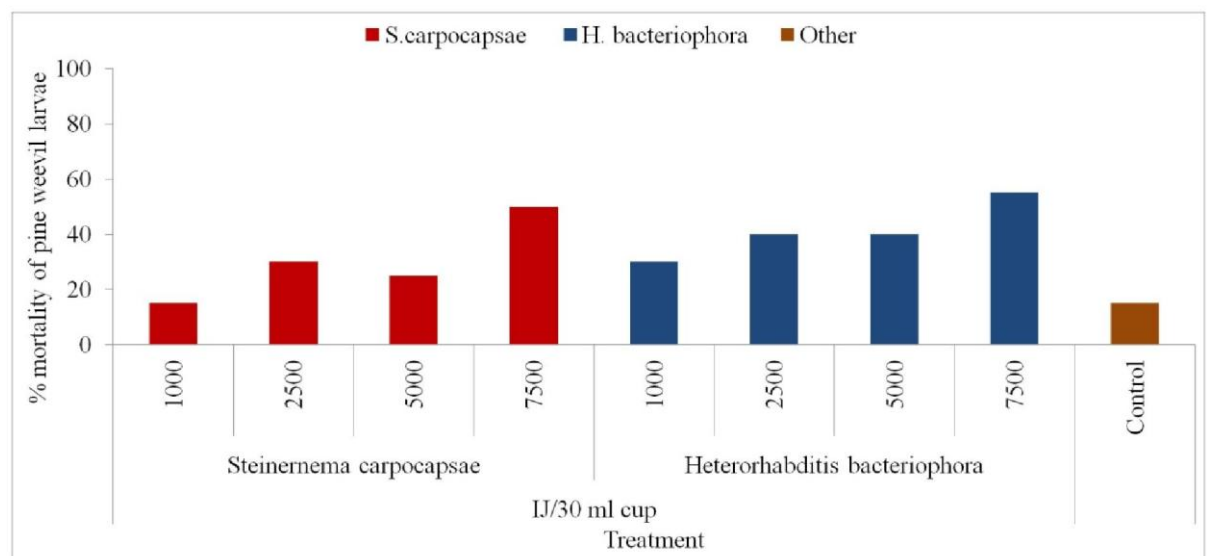 S.carpocapsae H. bacteriophora Other
% mortality of pine weevil larvae
100
80
60
40
20
0
1000 2500 5000 7500 1000 2500 5000 7500 Control
Steinernema carpocapsae Heterorhabditis bacteriophora
IJ/30 ml cup
Treatment